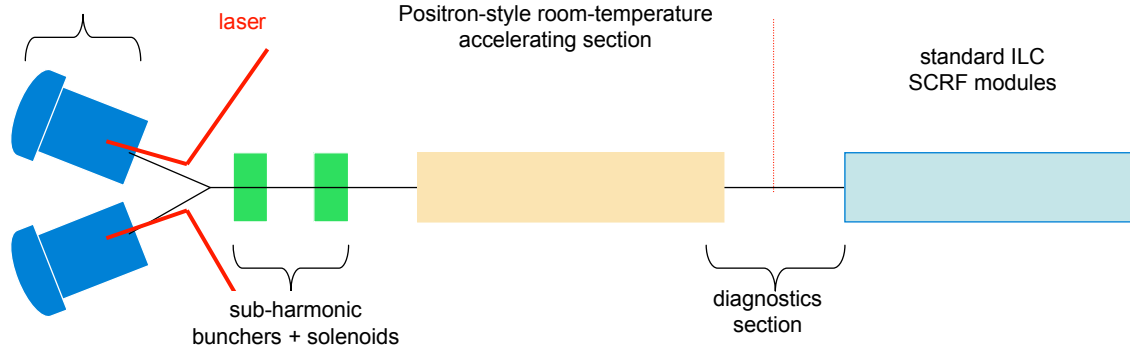 laser
Positron-style room-temperature
accelerating section
standard ILC
SCRF modules
sub-harmonic
bunchers + solenoids
diagnostics
section